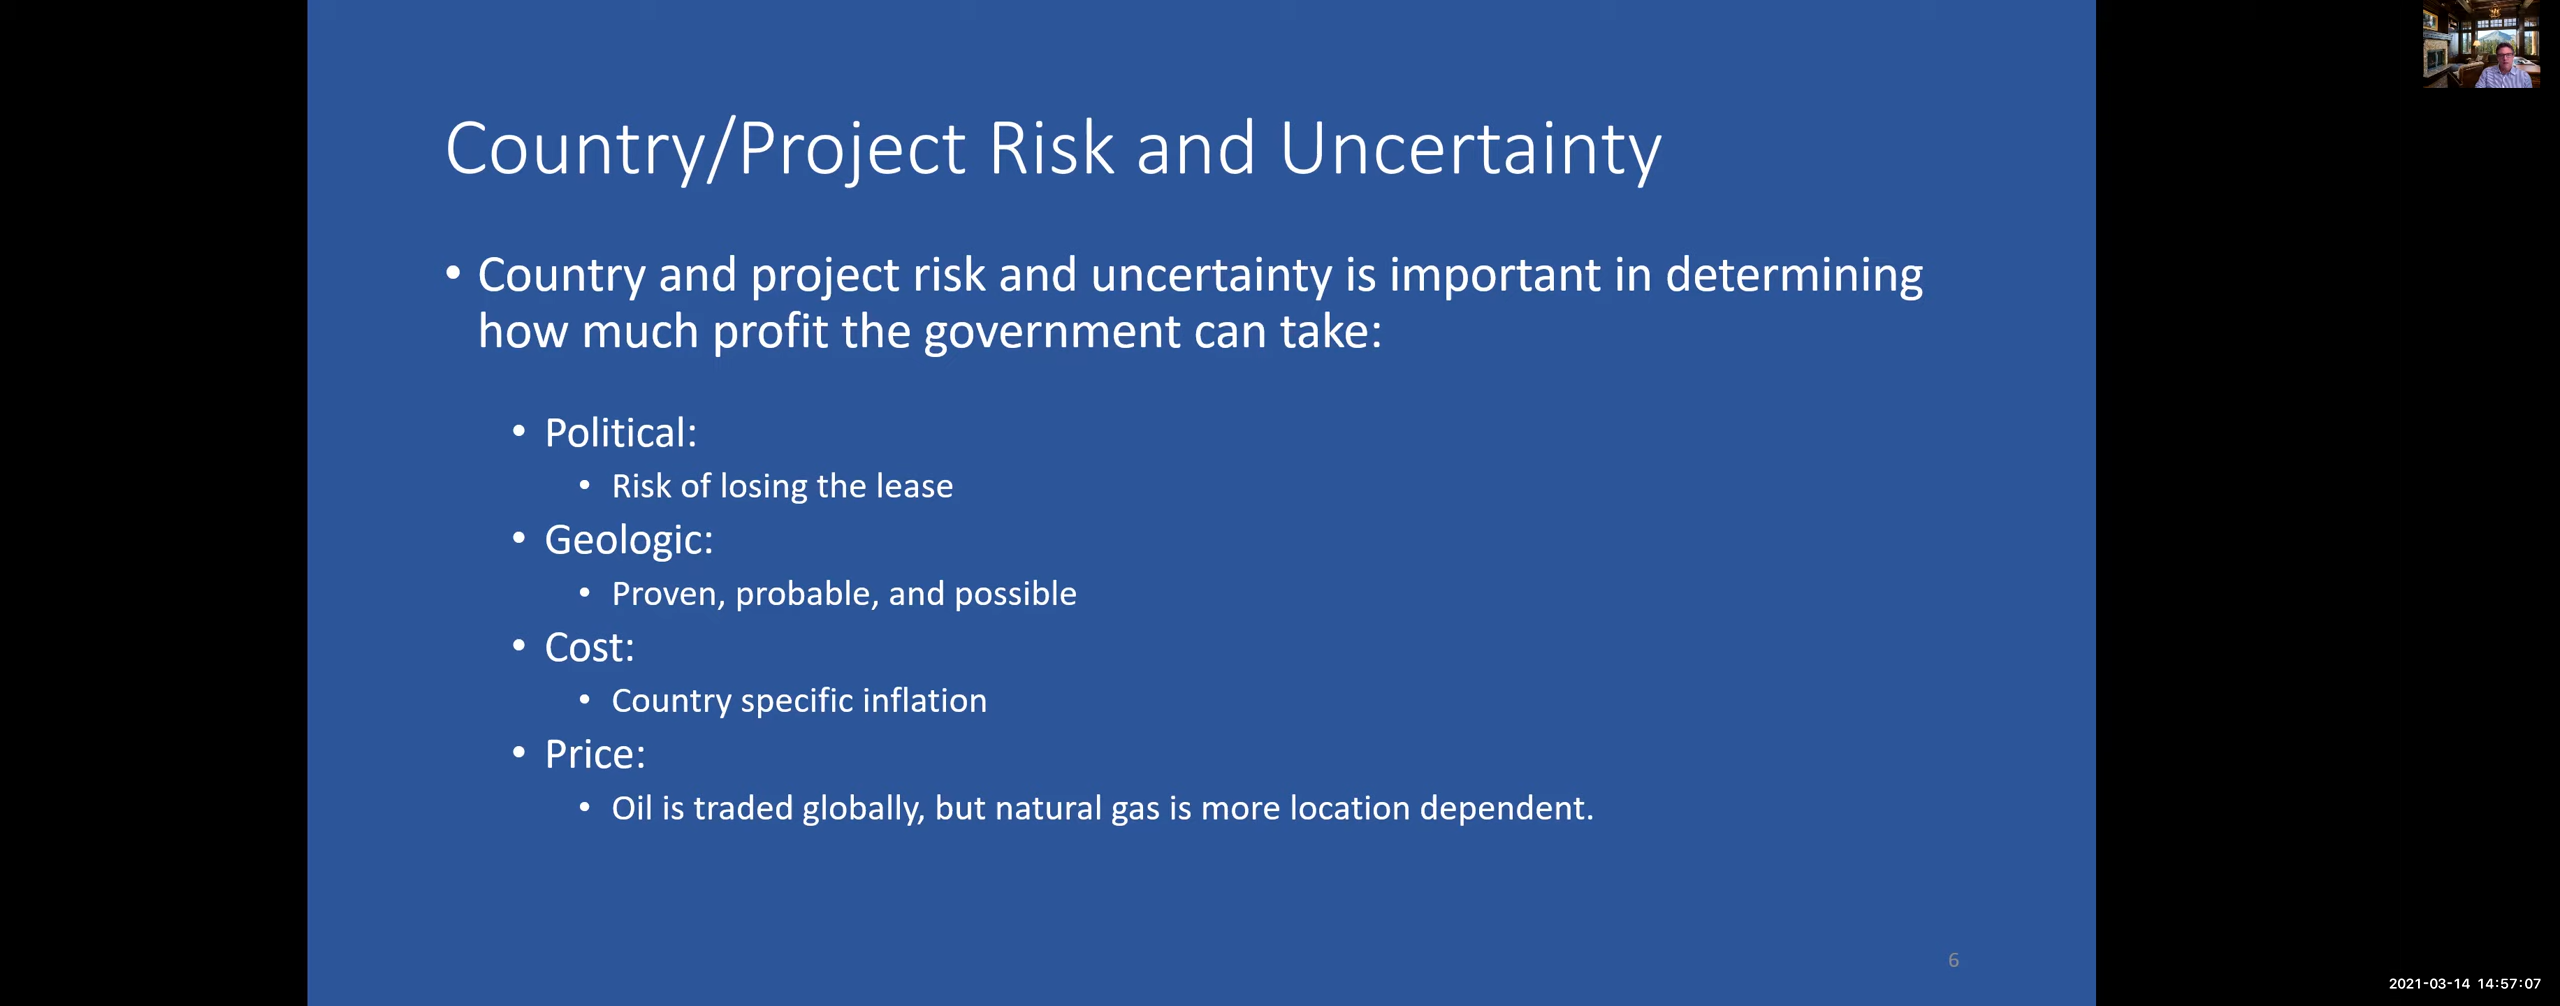 Country/Project Risk and Uncertainty
• Country and project risk and uncertainty is important in determining
how much profit the government can take:
• Political:
• Risk of losing the lease
• Geologic:
• Proven, probable, and possible
• Cost:
• Country specific inflation
• Price:
• Oil is traded globally, but natural gas is more location dependent.
6
2021-03-14 14:57:07